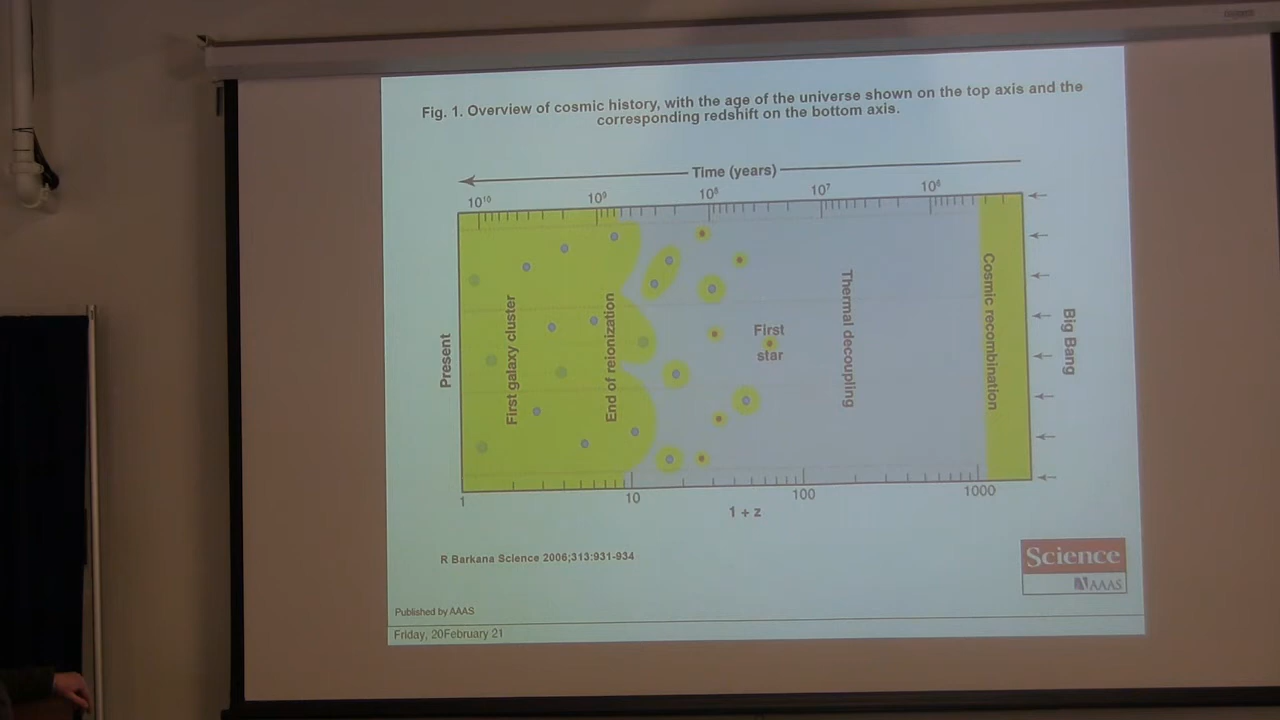 Fig. 1. Overview of cosmic history, with the age of the universe shown on the top axis and the
corresponding redshift on the bottom axis.
Time (years)
10¹⁰ 10⁹ 10⁸ 10⁷ 10⁶
Present
First galaxy cluster
End of reionization
First
star
Thermal decoupling
Cosmic recombination
Big Bang
1 10 100 1000
1 + z
R Barkana Science 2006;313:931-934
Science
AAAS
Published by AAAS
Friday, 20February 21